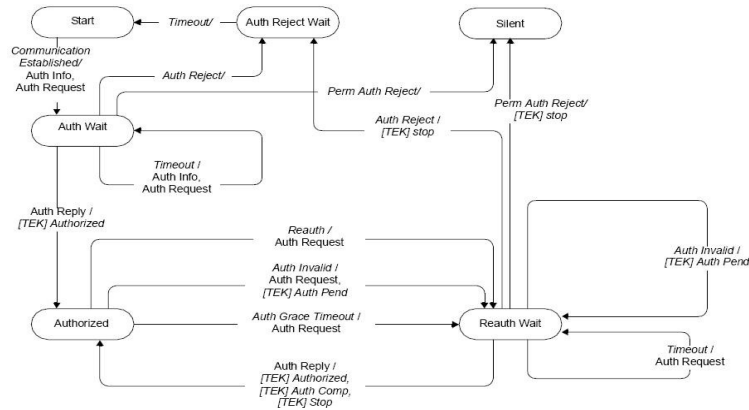 Start
Timeout/
Auth Reject Wait
Silent
Communication
Established/
Auth Info,
Auth Request
Auth Reject/
Perm Auth Reject/
Perm Auth Reject/
[TEK] stop
Auth Wait
Auth Reject /
[TEK] stop
Timeout /
Auth Info,
Auth Request
Auth Reply /
[TEK] Authorized
Reauth /
Auth Request
Auth Invalid /
[TEK] Auth Pend
Auth Invalid /
Auth Request,
[TEK] Auth Pend
Authorized
Auth Grace Timeout /
Auth Request
Reauth Wait
Timeout /
Auth Request
Auth Reply /
[TEK] Authorized,
[TEK] Auth Comp,
[TEK] Stop